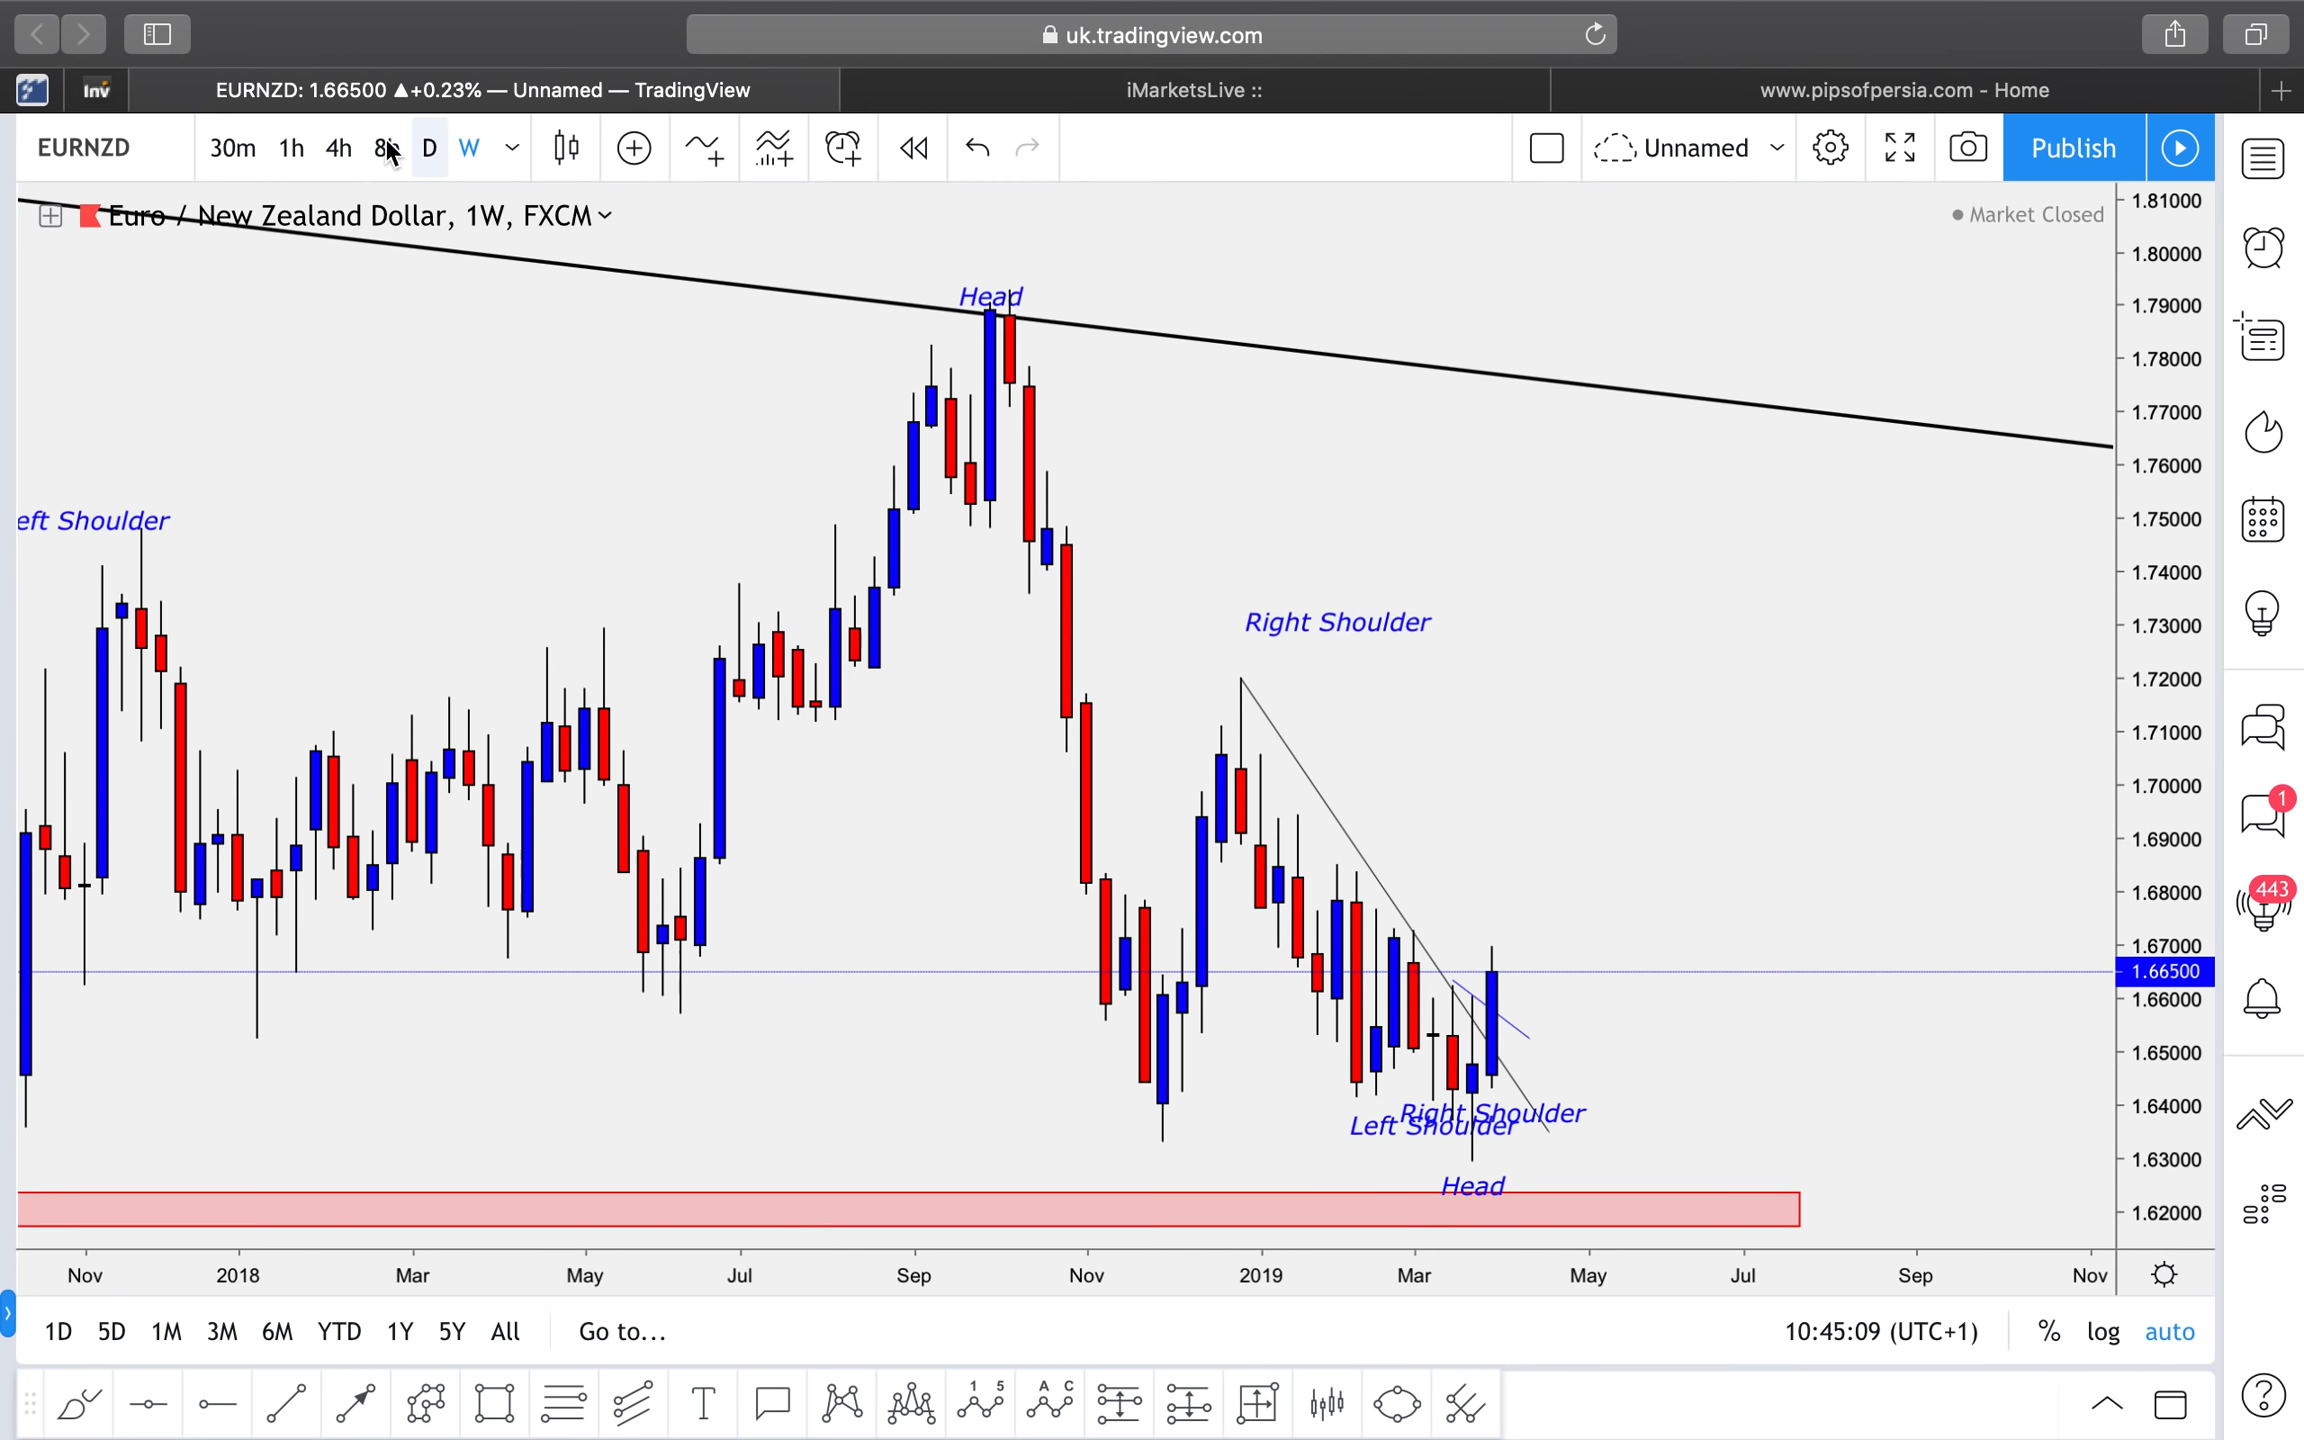 uk.tradingview.com
Inv
EURNZD: 1.66500 ▲+0.23% — Unnamed — TradingView
iMarketsLive ::
www.pipsofpersia.com - Home
EURNZD
30m 1h 4h D W
Unnamed
Publish
Euro / New Zealand Dollar, 1W, FXCM
Market Closed
1.81000
1.80000
Head
1.79000
1.78000
1.77000
1.76000
eft Shoulder
1.75000
1.74000
Right Shoulder
1.73000
1.72000
1.71000
1.70000
1
1.69000
1.68000
443
1.67000
1.66500
1.66000
1.65000
1.64000
Right Shoulder
Left Shoulder
1.63000
Head
1.62000
Nov 2018 Mar May Jul Sep Nov 2019 Mar May Jul Sep Nov
1D 5D 1M 3M 6M YTD 1Y 5Y All Go to... 10:45:09 (UTC+1) % log auto
T 1 5 A C ?